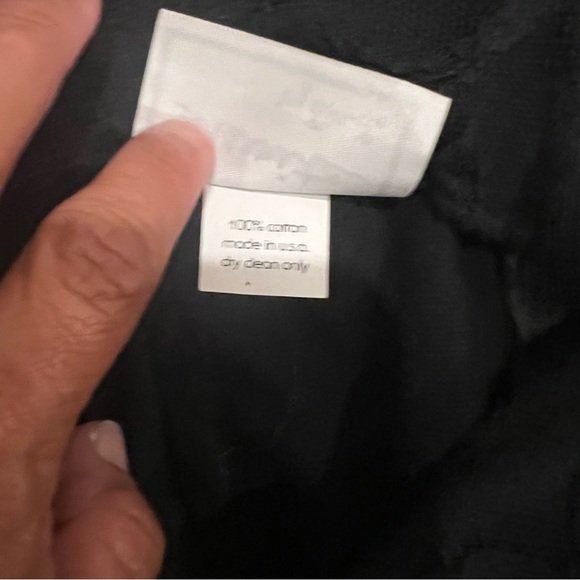 100% cotton
made in u.s.a.
dry clean only